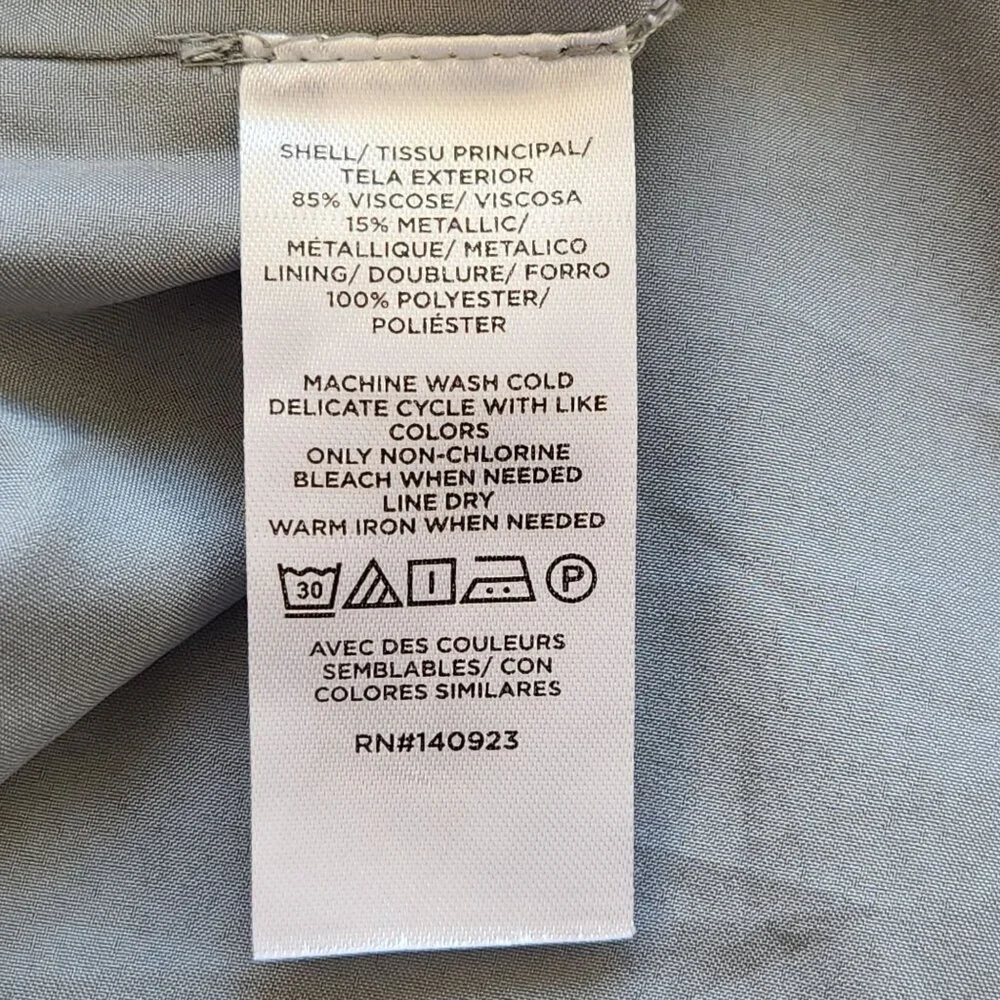 SHELL/ TISSU PRINCIPAL/
TELA EXTERIOR
85% VISCOSE/ VISCOSA
15% METALLIC/
MÉTALLIQUE/ METALICO
LINING/ DOUBLURE/ FORRO
100% POLYESTER/
POLIÉSTER
MACHINE WASH COLD
DELICATE CYCLE WITH LIKE
COLORS
ONLY NON-CHLORINE
BLEACH WHEN NEEDED
LINE DRY
WARM IRON WHEN NEEDED
30 P
AVEC DES COULEURS
SEMBLABLES/ CON
COLORES SIMILARES
RN#140923